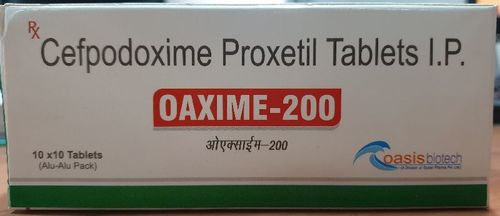 Rx
Cefpodoxime Proxetil Tablets I.P.
OAXIME-200
ओएक्साईम-200
10 x10 Tablets
(Alu-Alu Pack)
oasis biotech